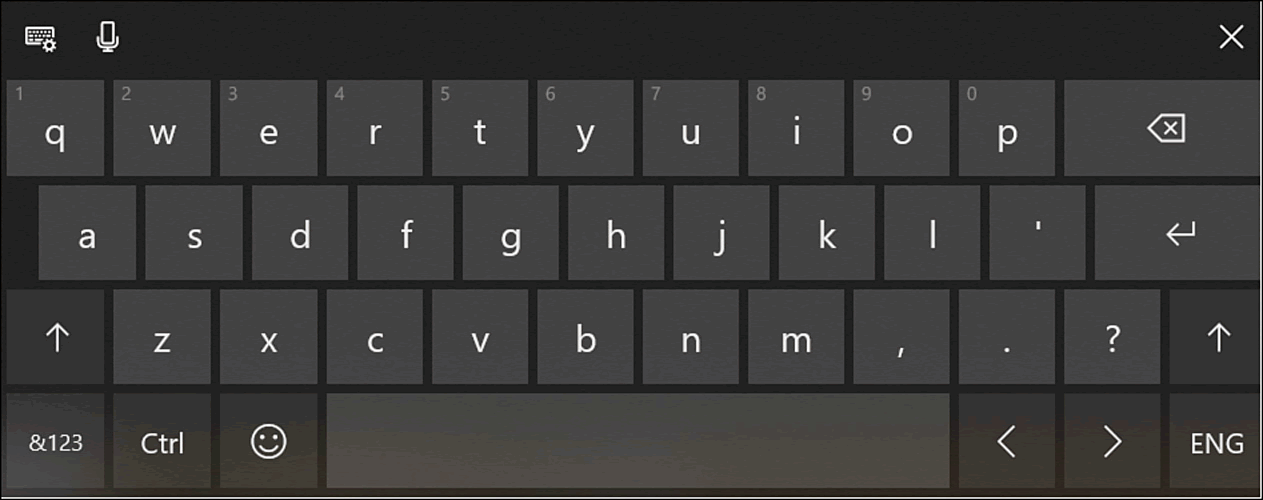 1 2 3 4 5 6 7 8 9 0
q w e r t y u i o p
a s d f g h j k l '
z x c v b n m , . ?
&123 Ctrl ENG